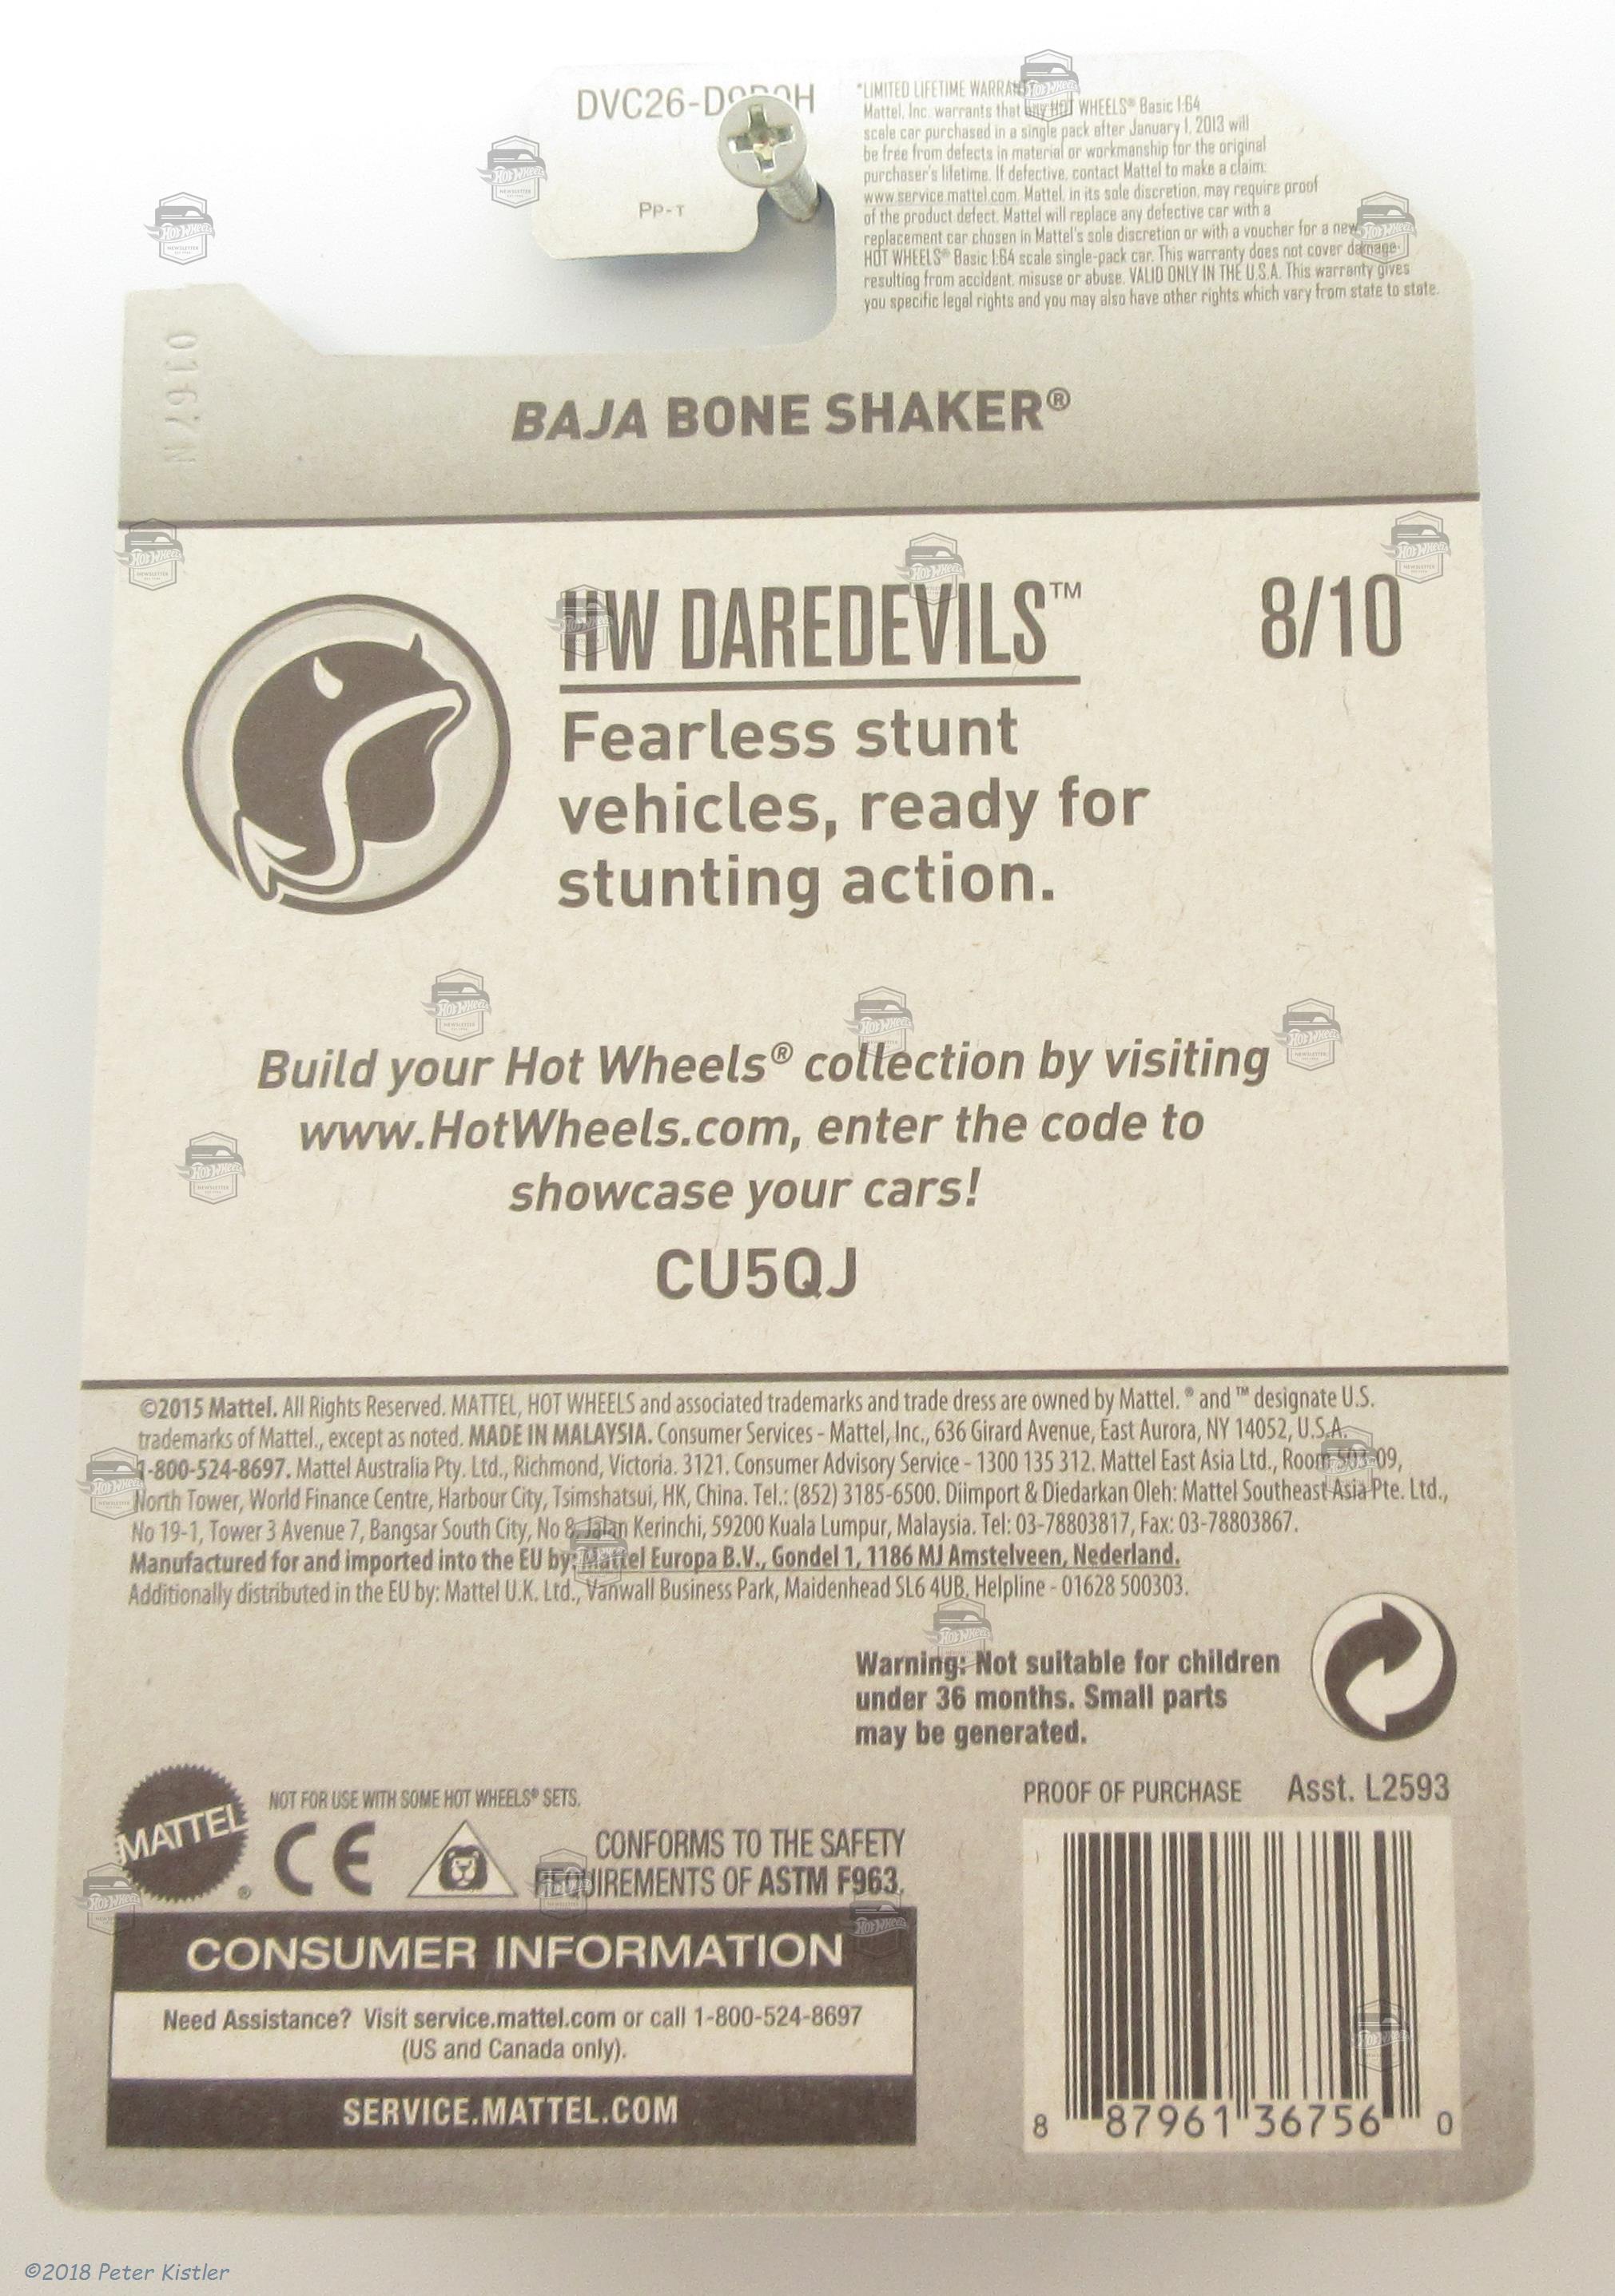 DVC26-D9B0H
Pp-T
*LIMITED LIFETIME WARRANTY
Mattel, Inc. warrants that any HOT WHEELS® Basic 1:64
scale car purchased in a single pack after January 1, 2013 will
be free from defects in material or workmanship for the original
purchaser's lifetime. If defective, contact Mattel to make a claim:
www.service.mattel.com. Mattel, in its sole discretion, may require proof
of the product defect. Mattel will replace any defective car with a
replacement car chosen in Mattel's sole discretion or with a voucher for a new
HOT WHEELS® Basic 1:64 scale single-pack car. This warranty does not cover damage
resulting from accident, misuse or abuse. VALID ONLY IN THE U.S.A. This warranty gives
you specific legal rights and you may also have other rights which vary from state to state.
BAJA BONE SHAKER®
HW DAREDEVILS™
8/10
Fearless stunt
vehicles, ready for
stunting action.
Build your Hot Wheels® collection by visiting
www.HotWheels.com, enter the code to
showcase your cars!
CU5QJ
©2015 Mattel. All Rights Reserved. MATTEL, HOT WHEELS and associated trademarks and trade dress are owned by Mattel. ® and ™ designate U.S.
trademarks of Mattel., except as noted. MADE IN MALAYSIA. Consumer Services - Mattel, Inc., 636 Girard Avenue, East Aurora, NY 14052, U.S.A.
1-800-524-8697. Mattel Australia Pty. Ltd., Richmond, Victoria. 3121. Consumer Advisory Service - 1300 135 312. Mattel East Asia Ltd., Room 503-09,
North Tower, World Finance Centre, Harbour City, Tsimshatsui, HK, China. Tel.: (852) 3185-6500. Diimport & Diedarkan Oleh: Mattel Southeast Asia Pte. Ltd.,
No 19-1, Tower 3 Avenue 7, Bangsar South City, No 8, Jalan Kerinchi, 59200 Kuala Lumpur, Malaysia. Tel: 03-78803817, Fax: 03-78803867.
Manufactured for and imported into the EU by: Mattel Europa B.V., Gondel 1, 1186 MJ Amstelveen, Nederland.
Additionally distributed in the EU by: Mattel U.K. Ltd., Vanwall Business Park, Maidenhead SL6 4UB, Helpline - 01628 500303.
Warning: Not suitable for children
under 36 months. Small parts
may be generated.
MATTEL®
NOT FOR USE WITH SOME HOT WHEELS® SETS.
CE
CONFORMS TO THE SAFETY
REQUIREMENTS OF ASTM F963.
PROOF OF PURCHASE Asst. L2593
CONSUMER INFORMATION
Need Assistance? Visit service.mattel.com or call 1-800-524-8697
(US and Canada only).
SERVICE.MATTEL.COM
8 87961 36756 0
©2018 Peter Kistler